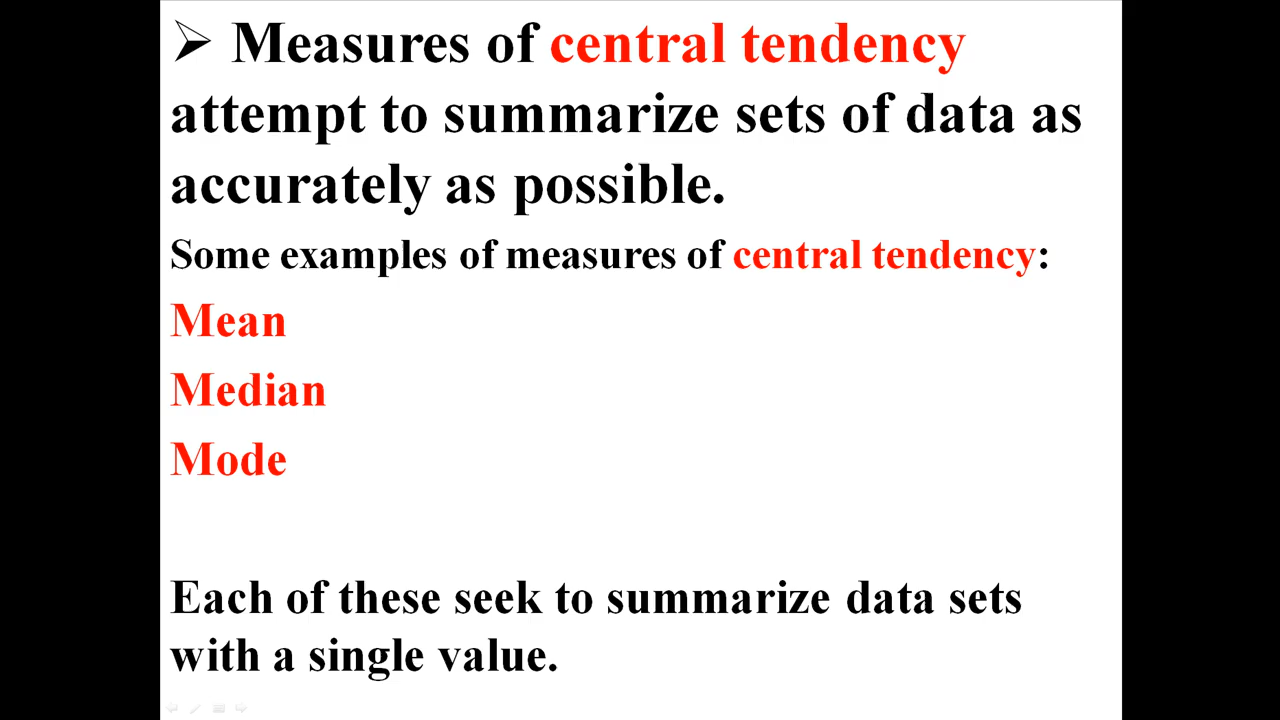 ➢ Measures of central tendency
attempt to summarize sets of data as
accurately as possible.
Some examples of measures of central tendency:
Mean
Median
Mode
Each of these seek to summarize data sets
with a single value.